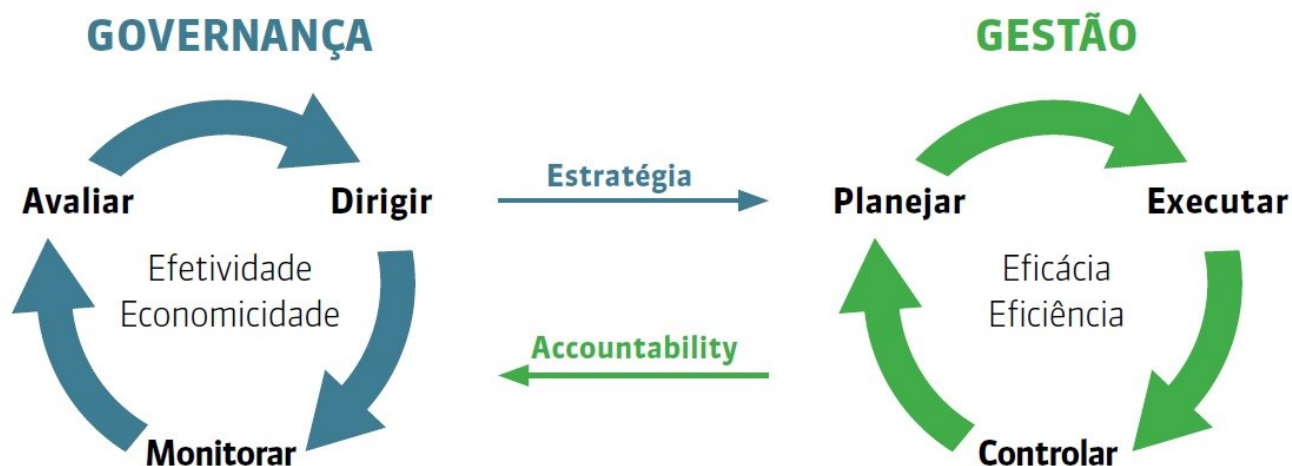 GOVERNANÇA
Avaliar
Dirigir
Efetividade
Economicidade
Monitorar
Estratégia
Accountability
GESTÃO
Planejar
Executar
Eficácia
Eficiência
Controlar